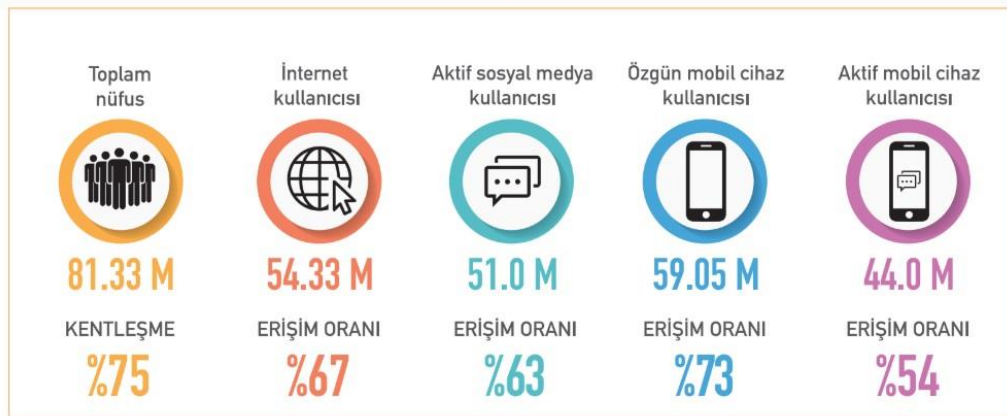 Toplam
nüfus
81.33 M
KENTLEŞME
%75
İnternet
kullanıcısı
54.33 M
ERİŞİM ORANI
%67
Aktif sosyal medya
kullanıcısı
51.0 M
ERİŞİM ORANI
%63
Özgün mobil cihaz
kullanıcısı
59.05 M
ERİŞİM ORANI
%73
Aktif mobil cihaz
kullanıcısı
44.0 M
ERİŞİM ORANI
%54